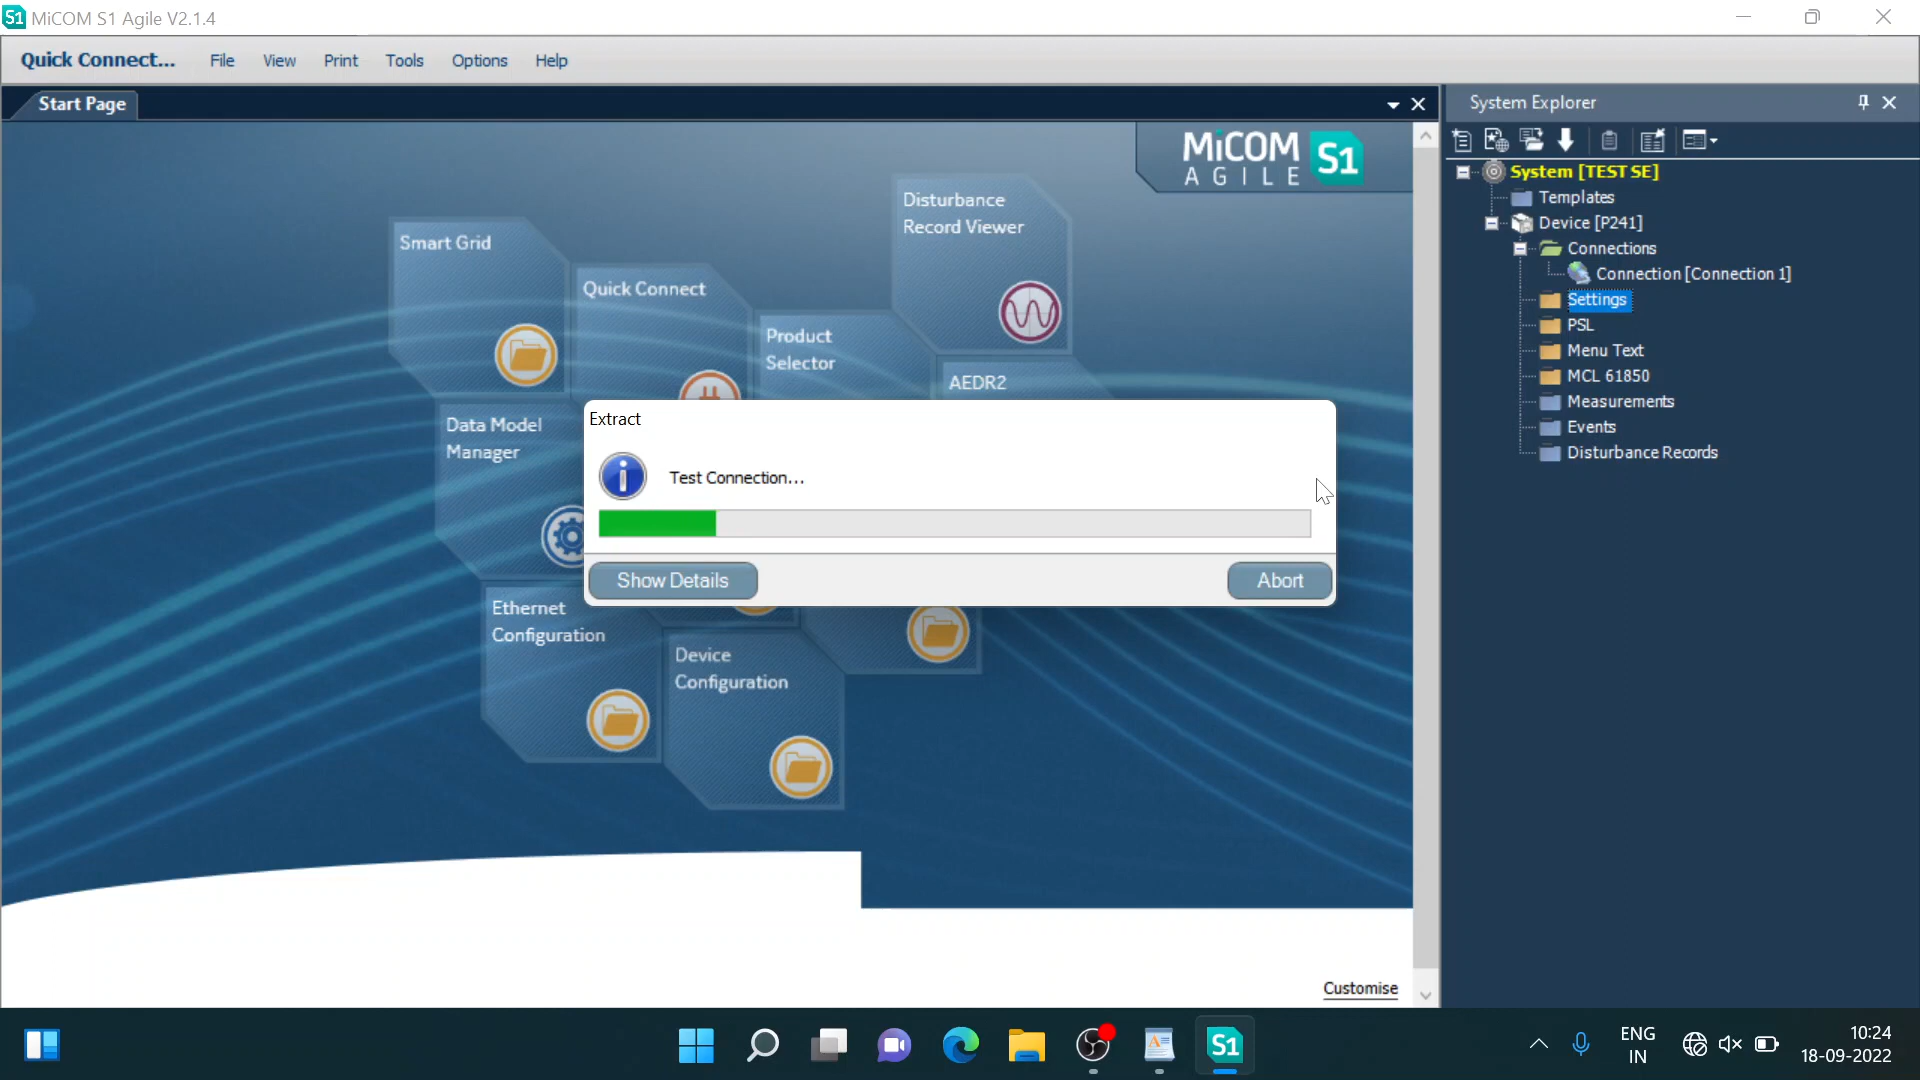 S1 MiCOM S1 Agile V2.1.4
Quick Connect... File View Print Tools Options Help
Start Page
System Explorer
MiCOM
AGILE
S1
Smart Grid
Quick Connect
Product
Selector
Disturbance
Record Viewer
AEDR2
Data Model
Manager
Ethernet
Configuration
Device
Configuration
Extract
Test Connection...
Show Details
Abort
Customise
System [TEST SE]
Templates
Device [P241]
Connections
Connection [Connection 1]
Settings
PSL
Menu Text
MCL 61850
Measurements
Events
Disturbance Records
S1
ENG
IN
10:24
18-09-2022